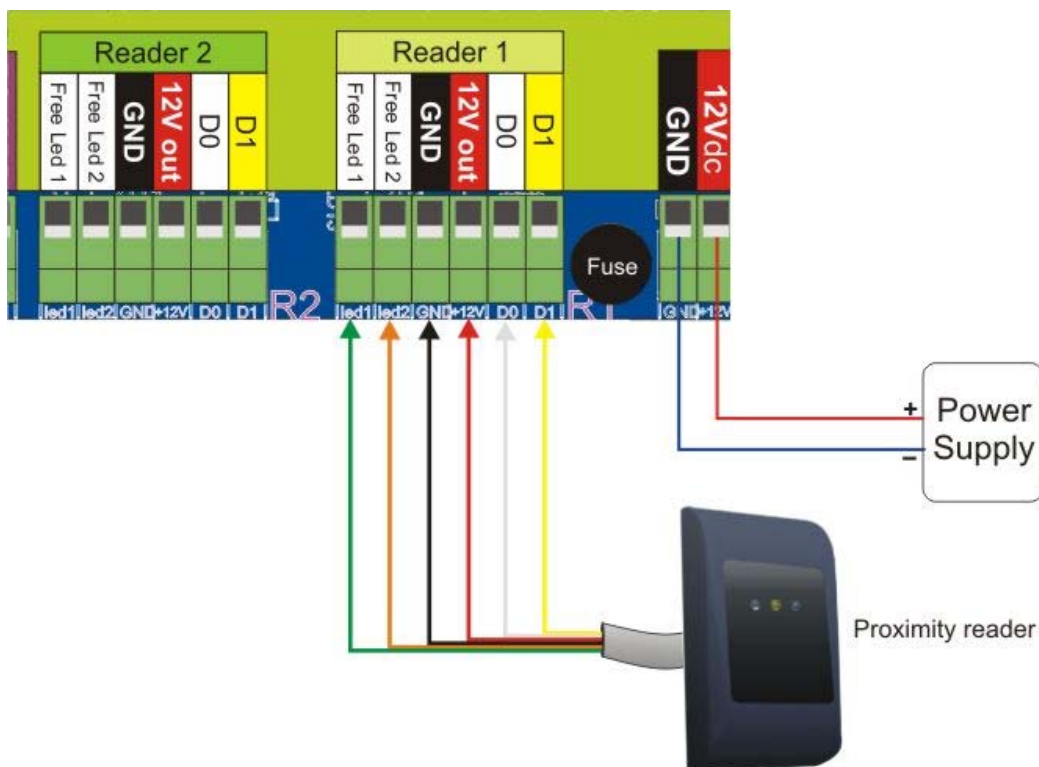 Reader 2
Free Led 1
Free Led 2
GND
12V out
D0
D1
Reader 1
Free Led 1
Free Led 2
GND
12V out
D0
D1
GND
12Vdc
Fuse
led1 led2 GND +12V D0 D1 R2
led1 led2 GND +12V D0 D1 R1
GND +12V
+ Power
− Supply
Proximity reader